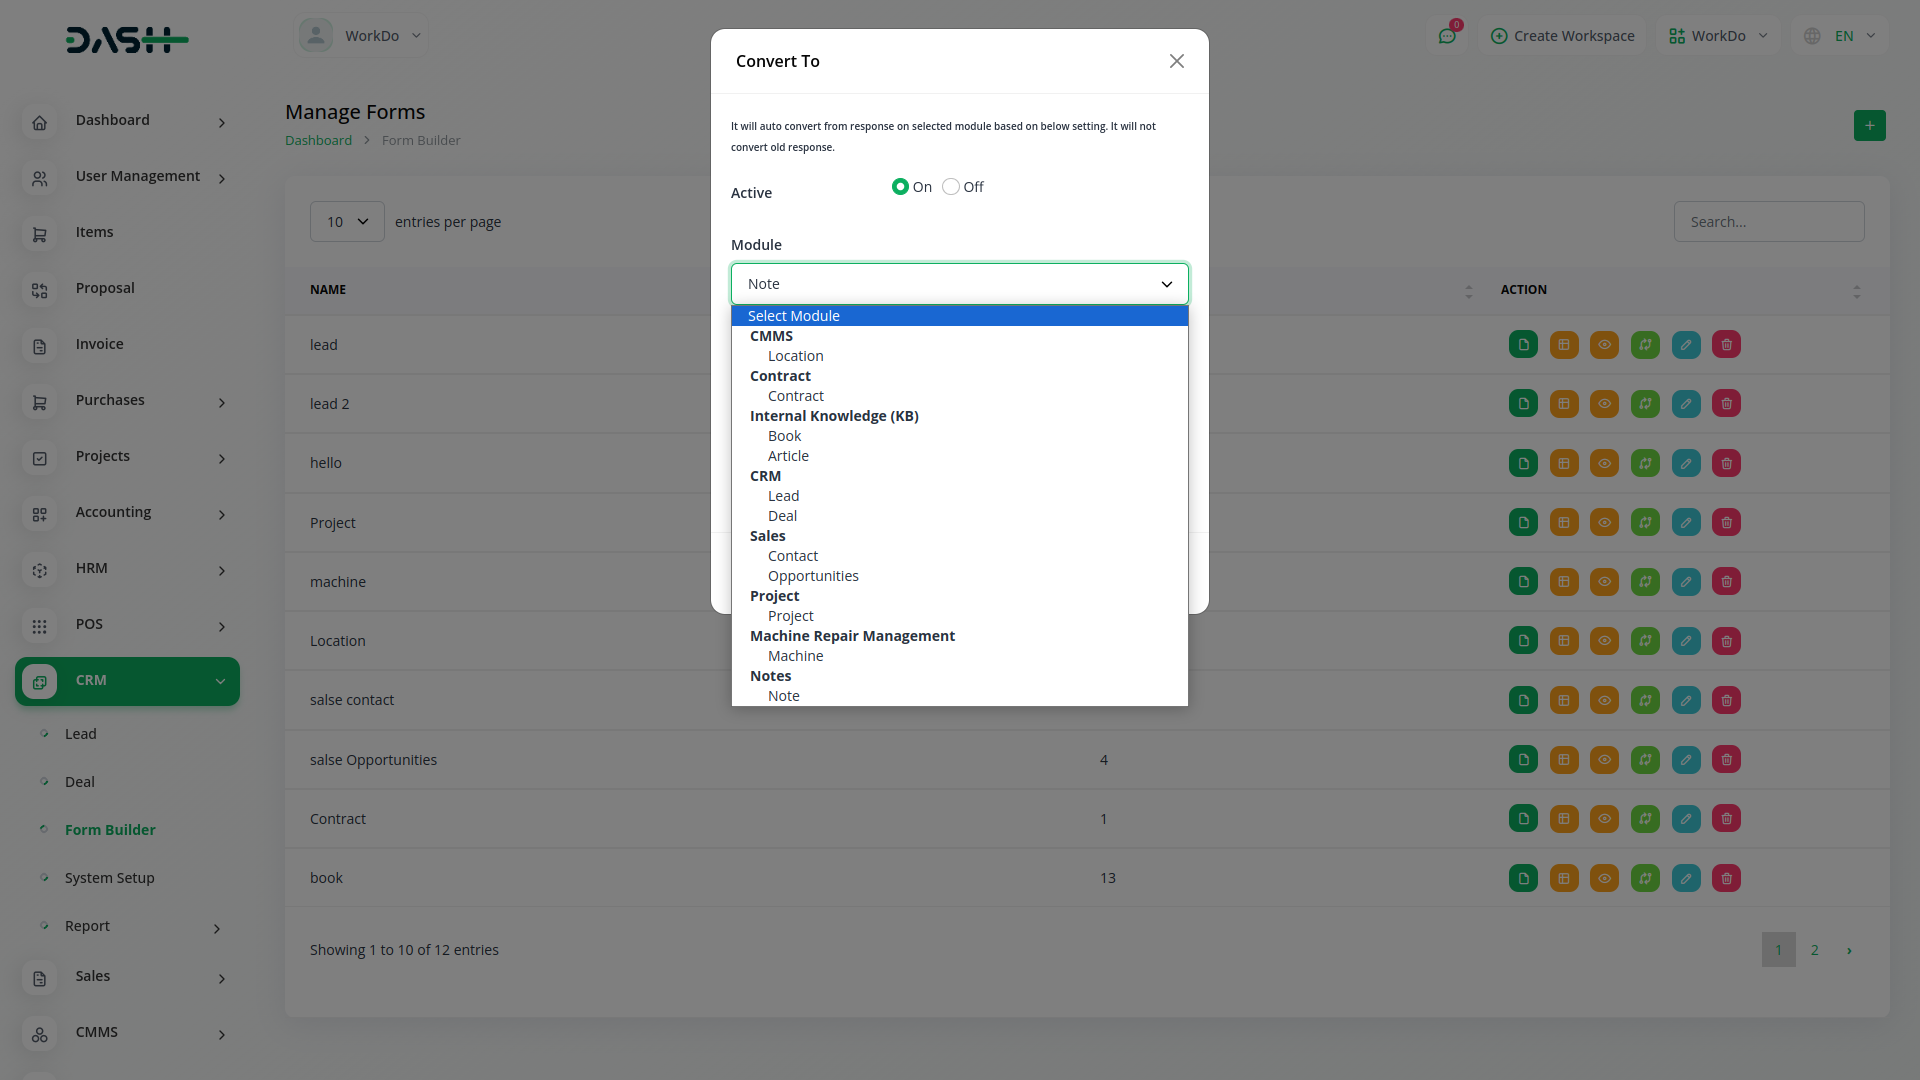 DASH
WorkDo
0
Create Workspace
WorkDo
EN
Dashboard
User Management
Items
Proposal
Invoice
Purchases
Projects
Accounting
HRM
POS
CRM
Lead
Deal
Form Builder
System Setup
Report
Sales
CMMS
Manage Forms
Dashboard
Form Builder
+
10
entries per page
Search...
NAME
ACTION
lead
lead 2
hello
Project
machine
Location
salse contact
salse Opportunities
4
Contract
1
book
13
Showing 1 to 10 of 12 entries
1
2
›
Convert To
It will auto convert from response on selected module based on below setting. It will not
convert old response.
Active
On
Off
Module
Note
Select Module
CMMS
Location
Contract
Contract
Internal Knowledge (KB)
Book
Article
CRM
Lead
Deal
Sales
Contact
Opportunities
Project
Project
Machine Repair Management
Machine
Notes
Note